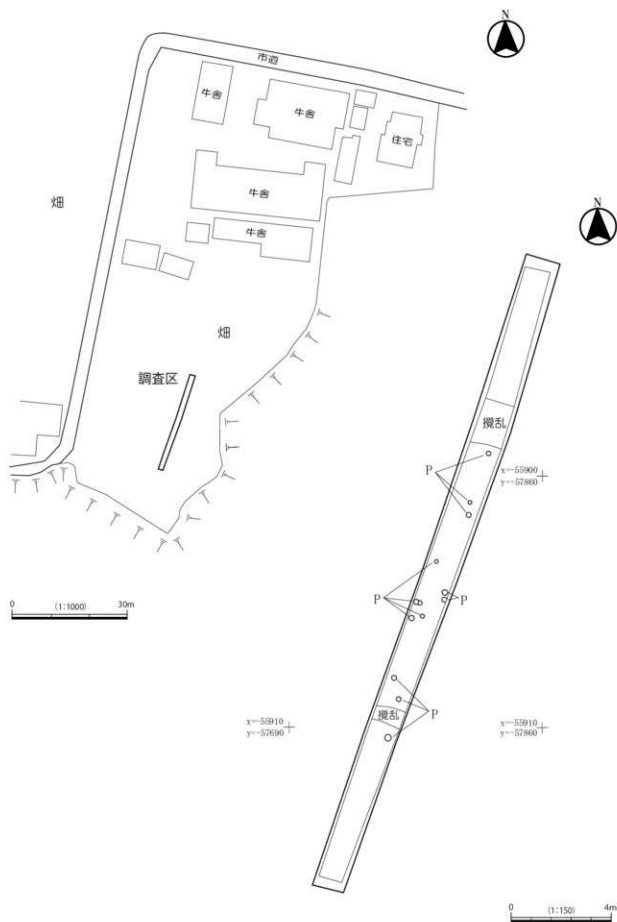 N
市道
牛舎
牛舎
住宅
牛舎
牛舎
畑
畑
調査区
0 (1:1000) 30m
N
攪乱
P
x=-55900
y=-57860
P
P
P
攪乱
x=-55910
y=-57690
x=-55910
y=-57860
0 (1:150) 4m